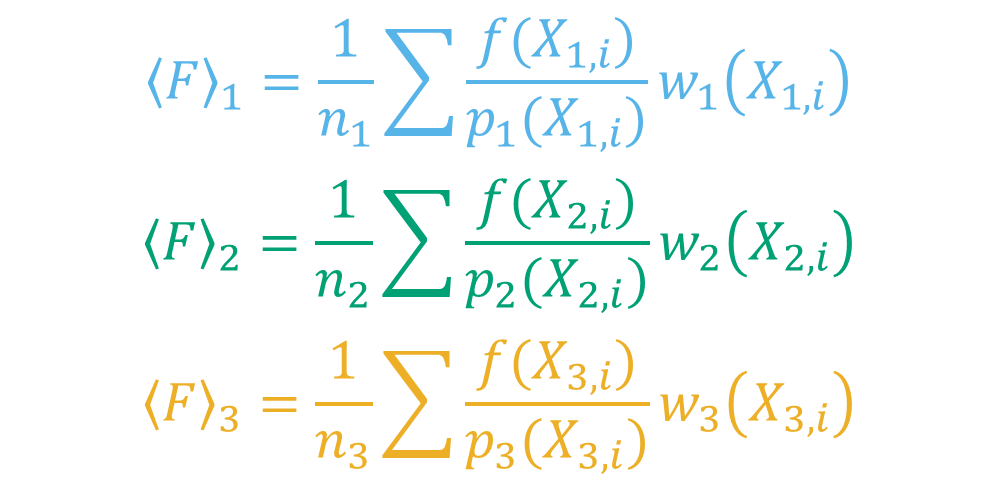 ⟨F⟩₁ = 1/n₁ ∑ f(X₁,ᵢ)/p₁(X₁,ᵢ) w₁(X₁,ᵢ)
⟨F⟩₂ = 1/n₂ ∑ f(X₂,ᵢ)/p₂(X₂,ᵢ) w₂(X₂,ᵢ)
⟨F⟩₃ = 1/n₃ ∑ f(X₃,ᵢ)/p₃(X₃,ᵢ) w₃(X₃,ᵢ)